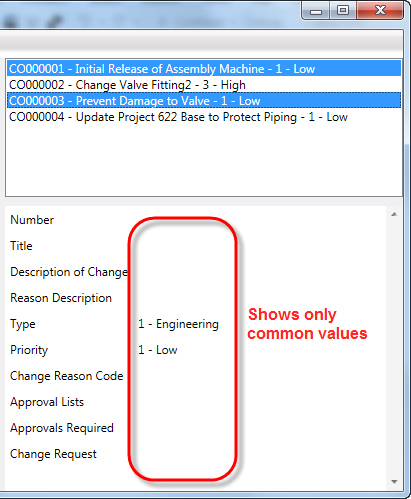 CO000001 - Initial Release of Assembly Machine - 1 - Low
CO000002 - Change Valve Fitting2 - 3 - High
CO000003 - Prevent Damage to Valve - 1 - Low
CO000004 - Update Project 622 Base to Protect Piping - 1 - Low
Number
Title
Description of Change
Reason Description
Type 1 - Engineering
Priority 1 - Low
Change Reason Code
Approval Lists
Approvals Required
Change Request
Shows only
common values